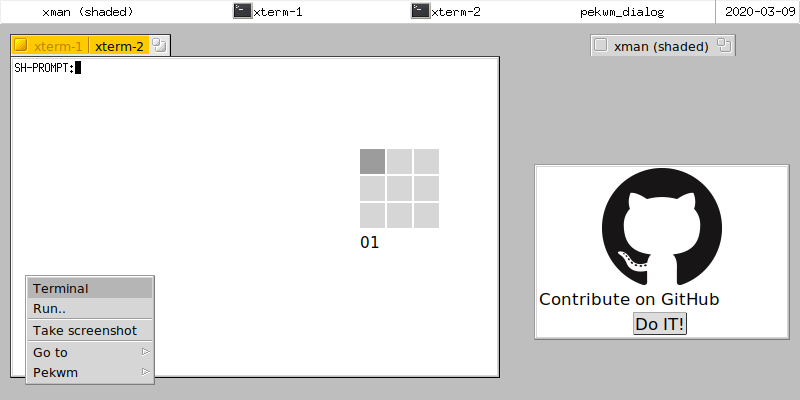 xman (shaded) xterm-1 xterm-2 pekwm_dialog 2020-03-09
xterm-1 xterm-2
xman (shaded)
SH-PROMPT:
01
Terminal
Run..
Take screenshot
Go to
Pekwm
Contribute on GitHub
Do IT!